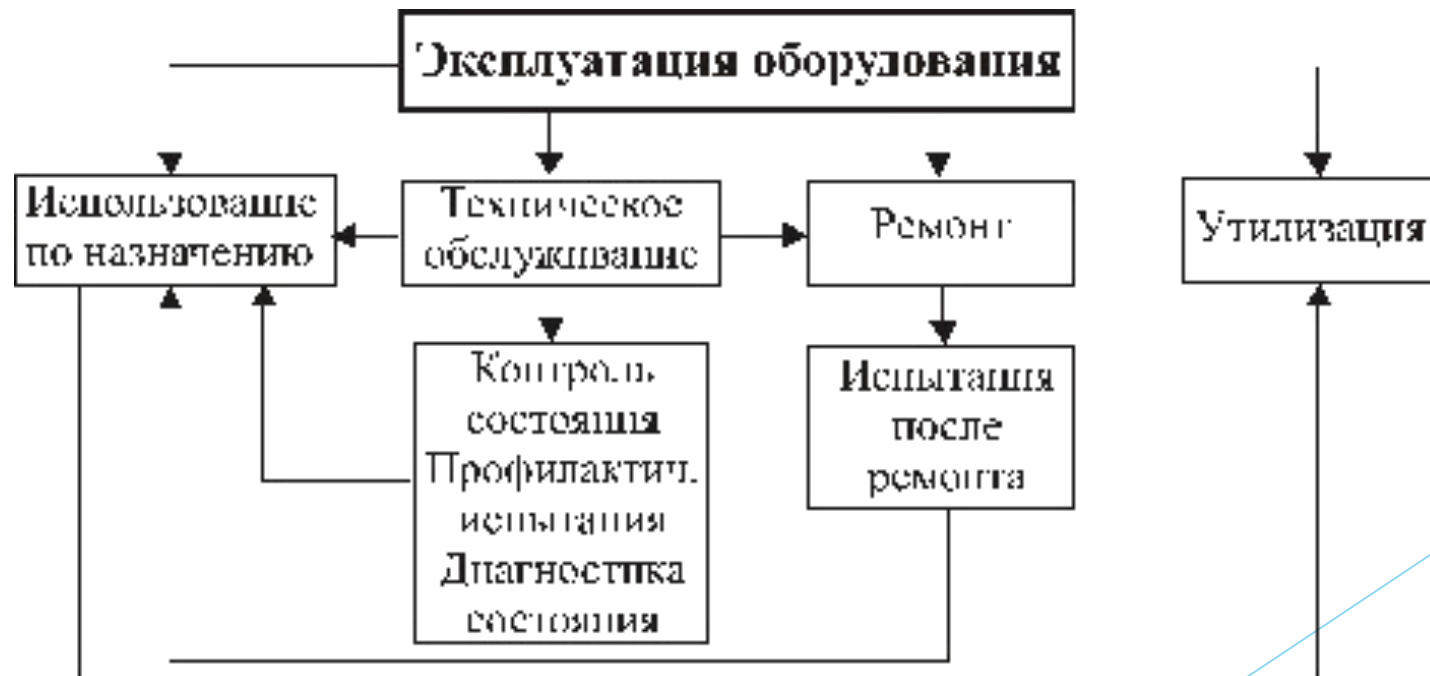 Эксплуатация оборудования
Использование
по назначению
Техническое
обслуживание
Ремонт
Утилизация
Контроль
состояния
Профилактич.
испытания
Диагностика
состояния
Испытания
после
ремонта